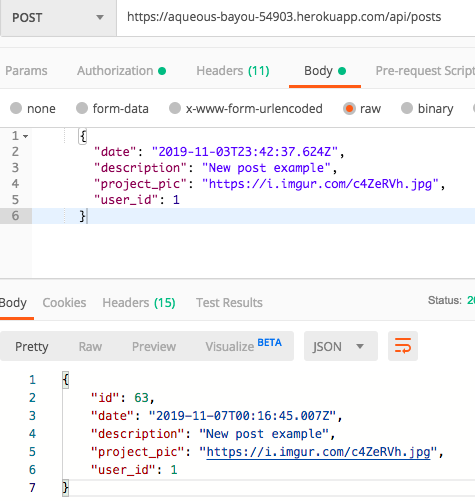 POST https://aqueous-bayou-54903.herokuapp.com/api/posts
Params Authorization Headers (11) Body Pre-request Script
none form-data x-www-form-urlencoded raw binary
1 {
2 "date": "2019-11-03T23:42:37.624Z",
3 "description": "New post example",
4 "project_pic": "https://i.imgur.com/c4ZeRVh.jpg",
5 "user_id": 1
6 }
Body Cookies Headers (15) Test Results Status: 20
Pretty Raw Preview Visualize BETA JSON
1 {
2 "id": 63,
3 "date": "2019-11-07T00:16:45.007Z",
4 "description": "New post example",
5 "project_pic": "https://i.imgur.com/c4ZeRVh.jpg",
6 "user_id": 1
7 }